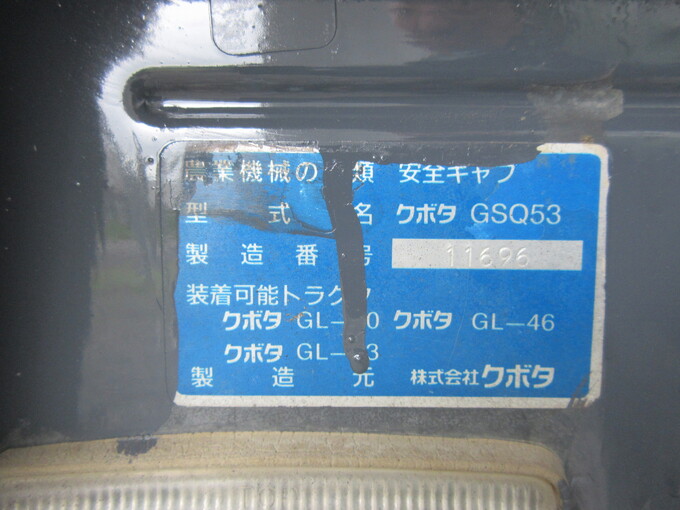 農業機械の 類 安全キャブ
型式 名 クボタ GSQ53
製造番号 11696
装着可能トラクタ
クボタ GL- 0 クボタ GL-46
クボタ GL- 3
製造元 株式会社クボタ